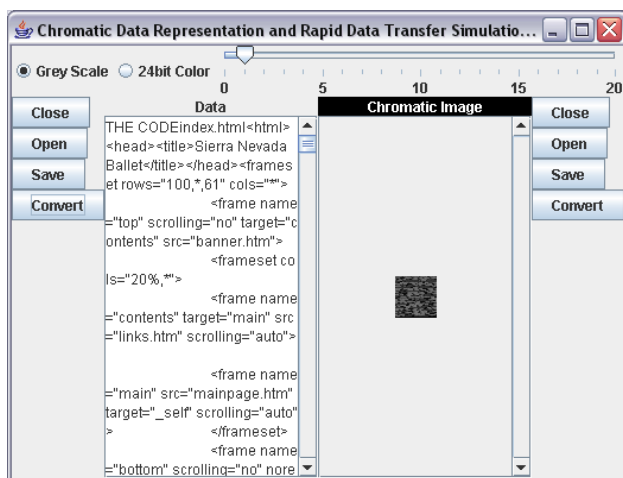 Chromatic Data Representation and Rapid Data Transfer Simulatio...
Grey Scale 24bit Color
0 5 10 15 20
Close
Open
Save
Convert
Data
THE CODEindex.html<html>
<head><title>Sierra Nevada
Ballet</title></head><frames
et rows="100,*,61" cols="*">
<frame name
="top" scrolling="no" target="c
ontents" src="banner.htm">
<frameset co
ls="20%,*">
<frame name
="contents" target="main" src
="links.htm" scrolling="auto">
<frame name
="main" src="mainpage.htm"
target="_self" scrolling="auto"
> </frameset>
<frame name
="bottom" scrolling="no" nore
Chromatic Image
Close
Open
Save
Convert